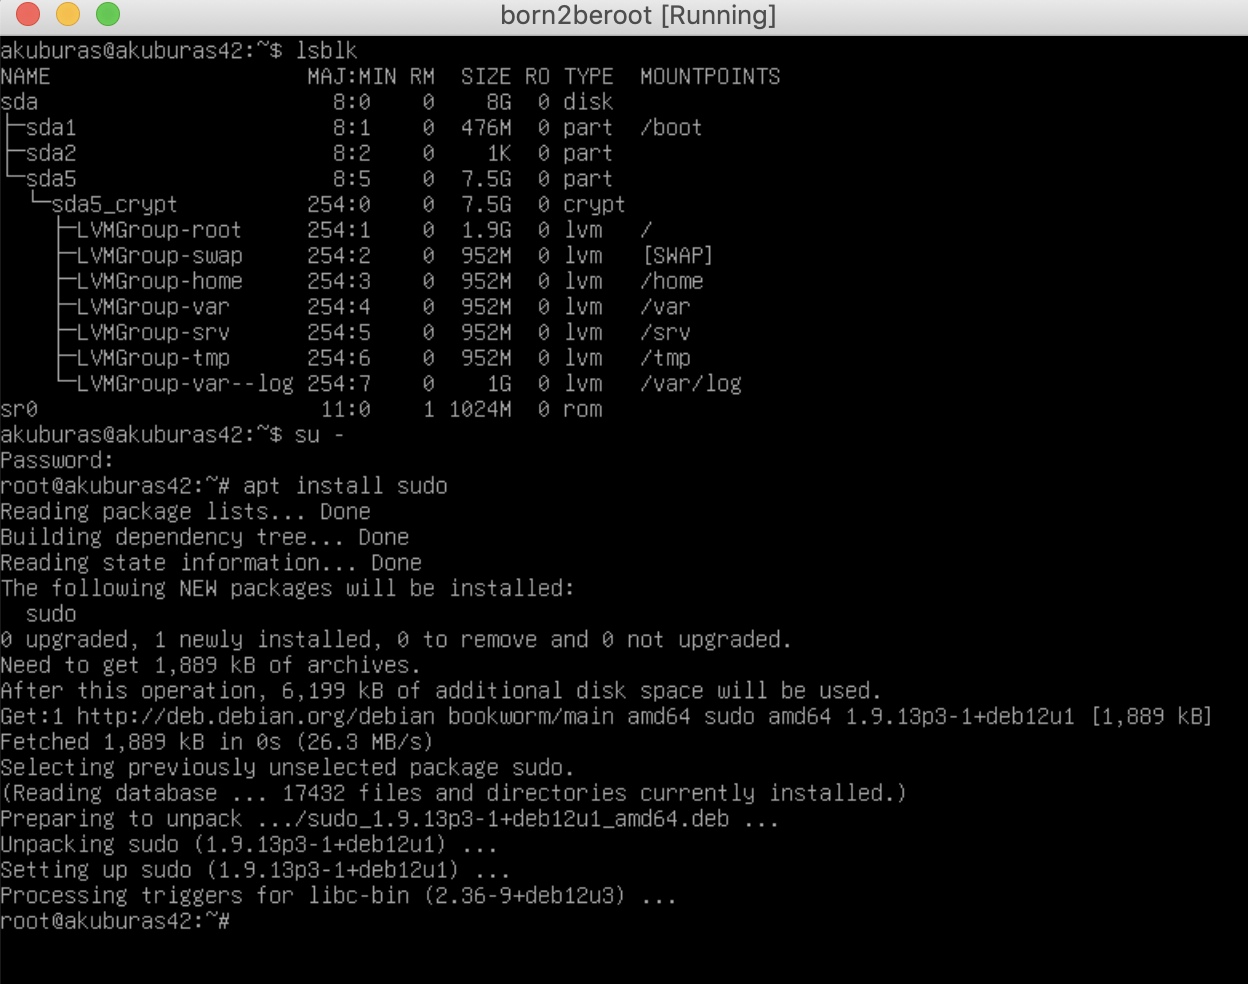 born2beroot [Running]
akuburas@akuburas42:~$ lsblk
NAME MAJ:MIN RM SIZE RO TYPE MOUNTPOINTS
sda 8:0 0 8G 0 disk
├─sda1 8:1 0 476M 0 part /boot
├─sda2 8:2 0 1K 0 part
└─sda5 8:5 0 7.5G 0 part
└─sda5_crypt 254:0 0 7.5G 0 crypt
├─LVMGroup-root 254:1 0 1.9G 0 lvm /
├─LVMGroup-swap 254:2 0 952M 0 lvm [SWAP]
├─LVMGroup-home 254:3 0 952M 0 lvm /home
├─LVMGroup-var 254:4 0 952M 0 lvm /var
├─LVMGroup-srv 254:5 0 952M 0 lvm /srv
├─LVMGroup-tmp 254:6 0 952M 0 lvm /tmp
└─LVMGroup-var--log 254:7 0 1G 0 lvm /var/log
sr0 11:0 1 1024M 0 rom
akuburas@akuburas42:~$ su -
Password:
root@akuburas42:~# apt install sudo
Reading package lists... Done
Building dependency tree... Done
Reading state information... Done
The following NEW packages will be installed:
sudo
0 upgraded, 1 newly installed, 0 to remove and 0 not upgraded.
Need to get 1,889 kB of archives.
After this operation, 6,199 kB of additional disk space will be used.
Get:1 http://deb.debian.org/debian bookworm/main amd64 sudo amd64 1.9.13p3-1+deb12u1 [1,889 kB]
Fetched 1,889 kB in 0s (26.3 MB/s)
Selecting previously unselected package sudo.
(Reading database ... 17432 files and directories currently installed.)
Preparing to unpack .../sudo_1.9.13p3-1+deb12u1_amd64.deb ...
Unpacking sudo (1.9.13p3-1+deb12u1) ...
Setting up sudo (1.9.13p3-1+deb12u1) ...
Processing triggers for libc-bin (2.36-9+deb12u3) ...
root@akuburas42:~#